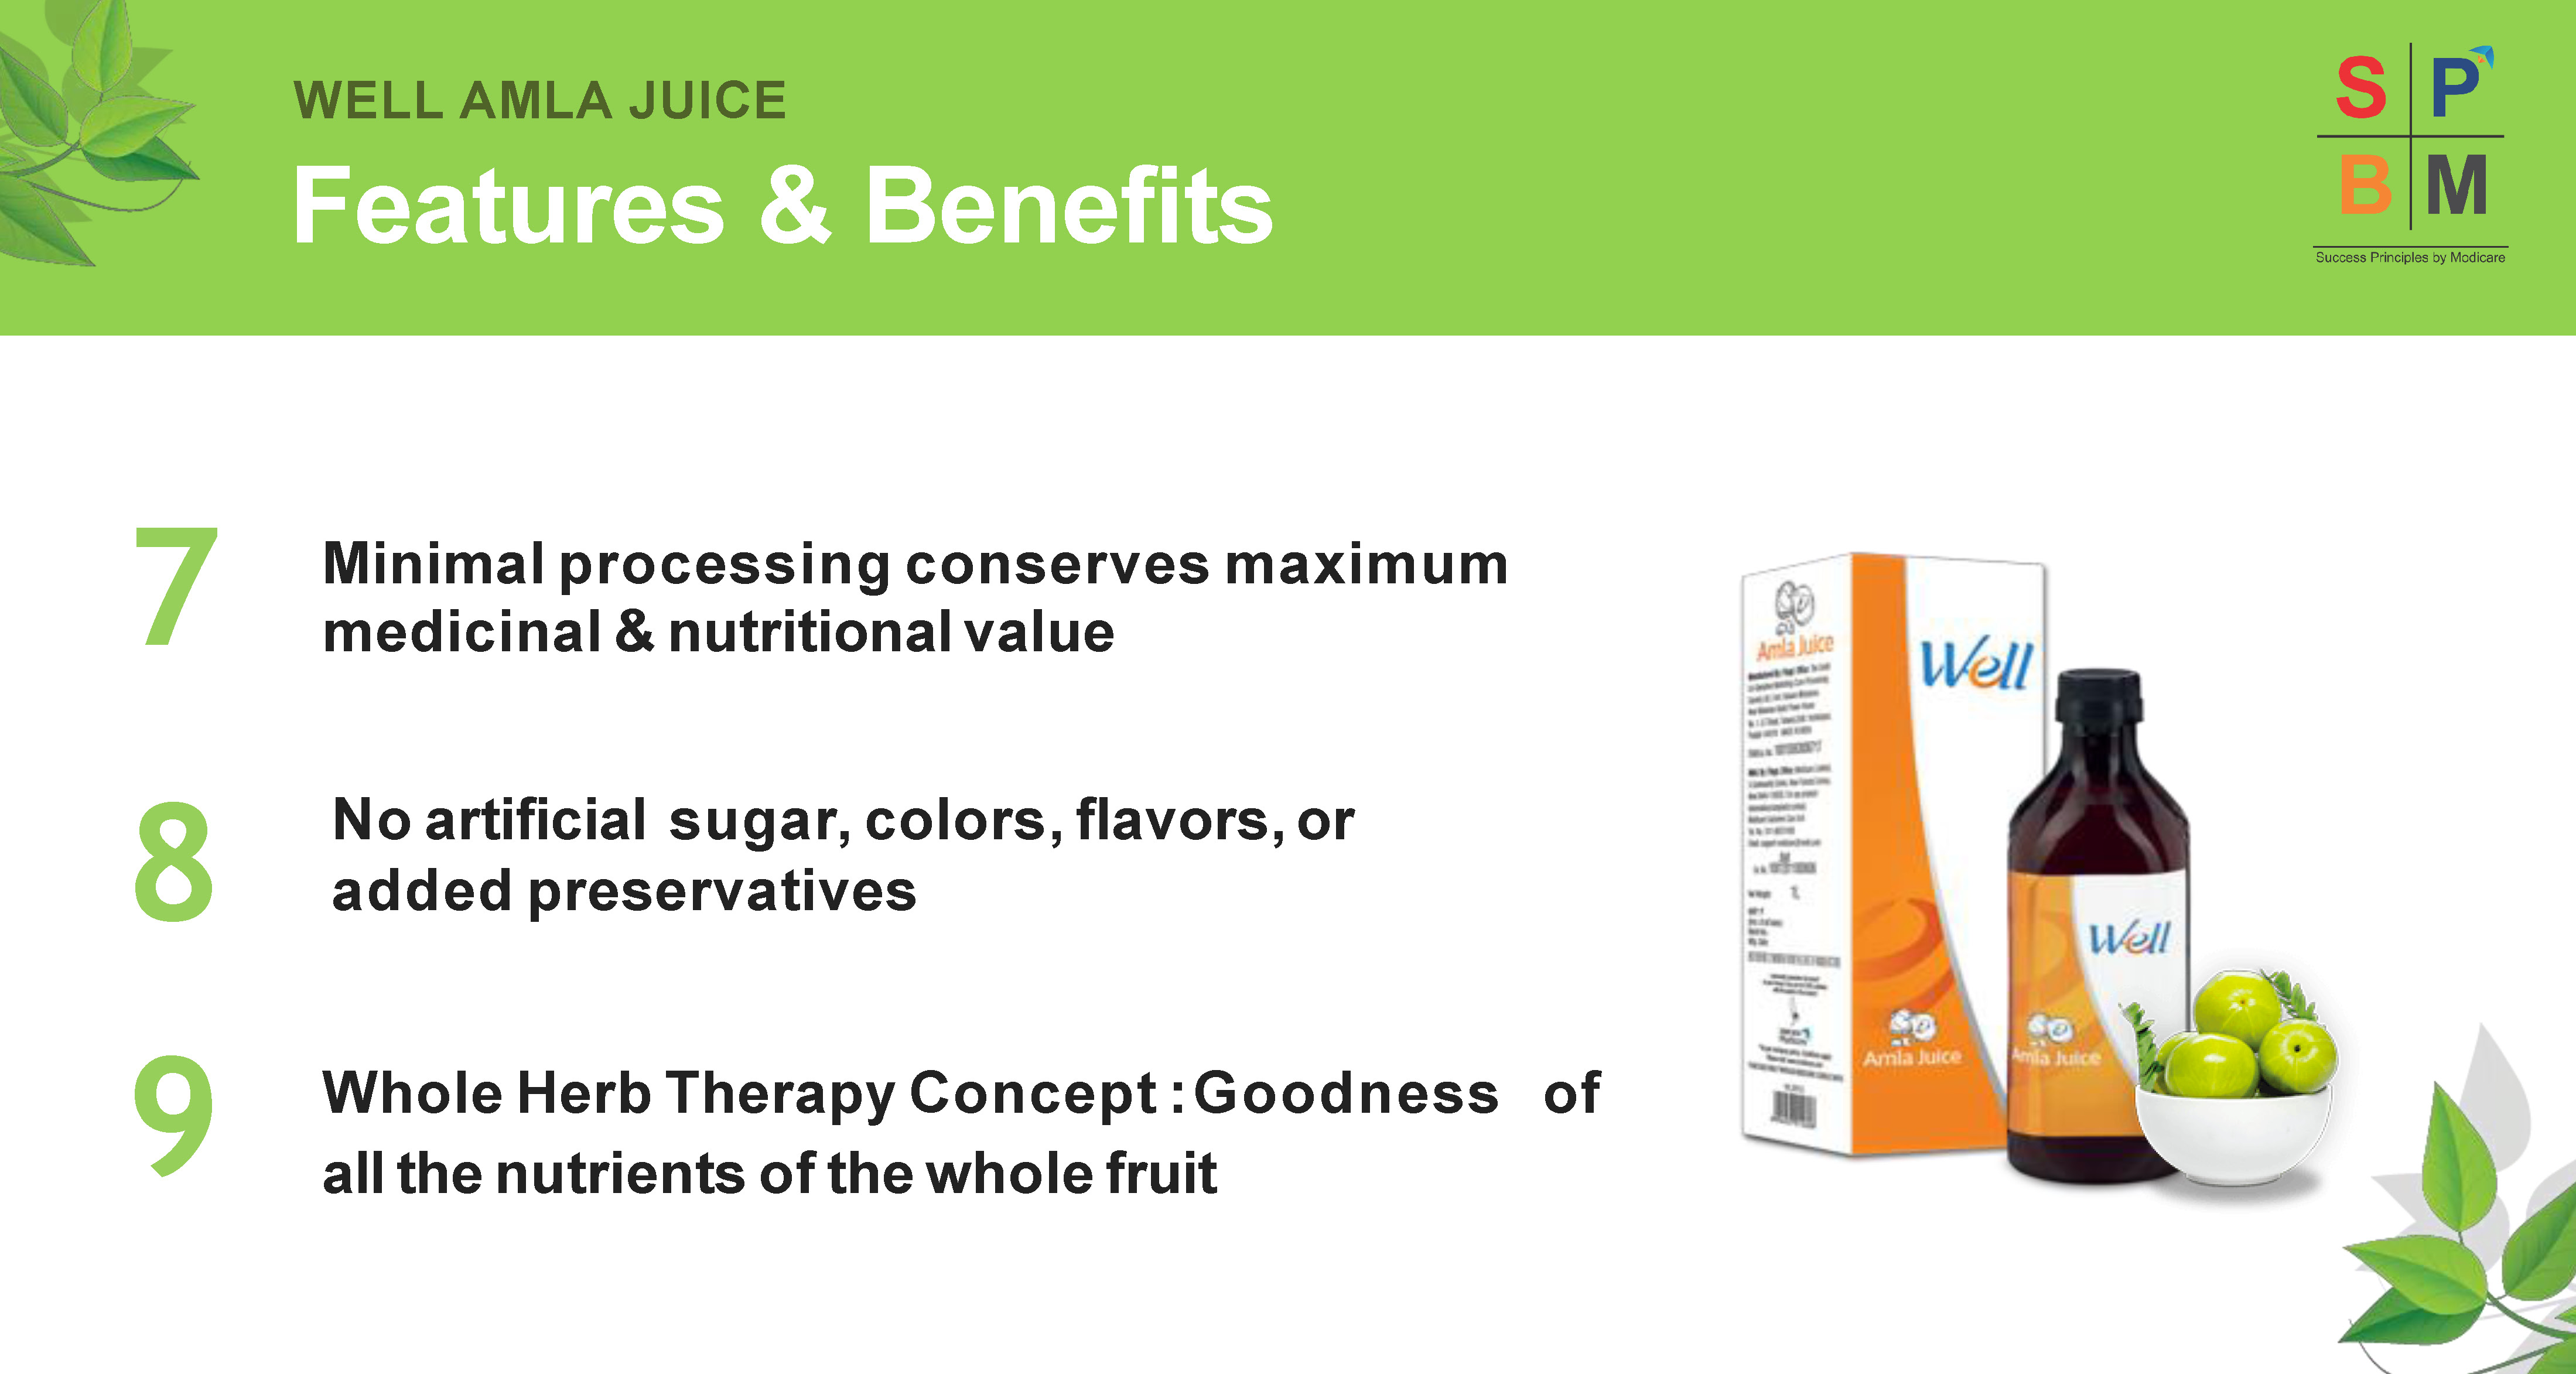 WELL AMLA JUICE
Features & Benefits
S P
B M
Success Principles by Modicare
7
Minimal processing conserves maximum
medicinal & nutritional value
8
No artificial sugar, colors, flavors, or
added preservatives
9
Whole Herb Therapy Concept : Goodness of
all the nutrients of the whole fruit
Amla Juice
Well
Amla Juice
Well
Amla Juice